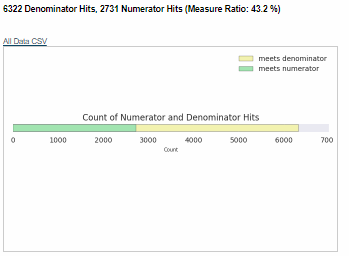 6322 Denominator Hits, 2731 Numerator Hits (Measure Ratio: 43.2 %)
All Data CSV
meets denominator
meets numerator
Count of Numerator and Denominator Hits
0 1000 2000 3000 4000 5000 6000 700
Count